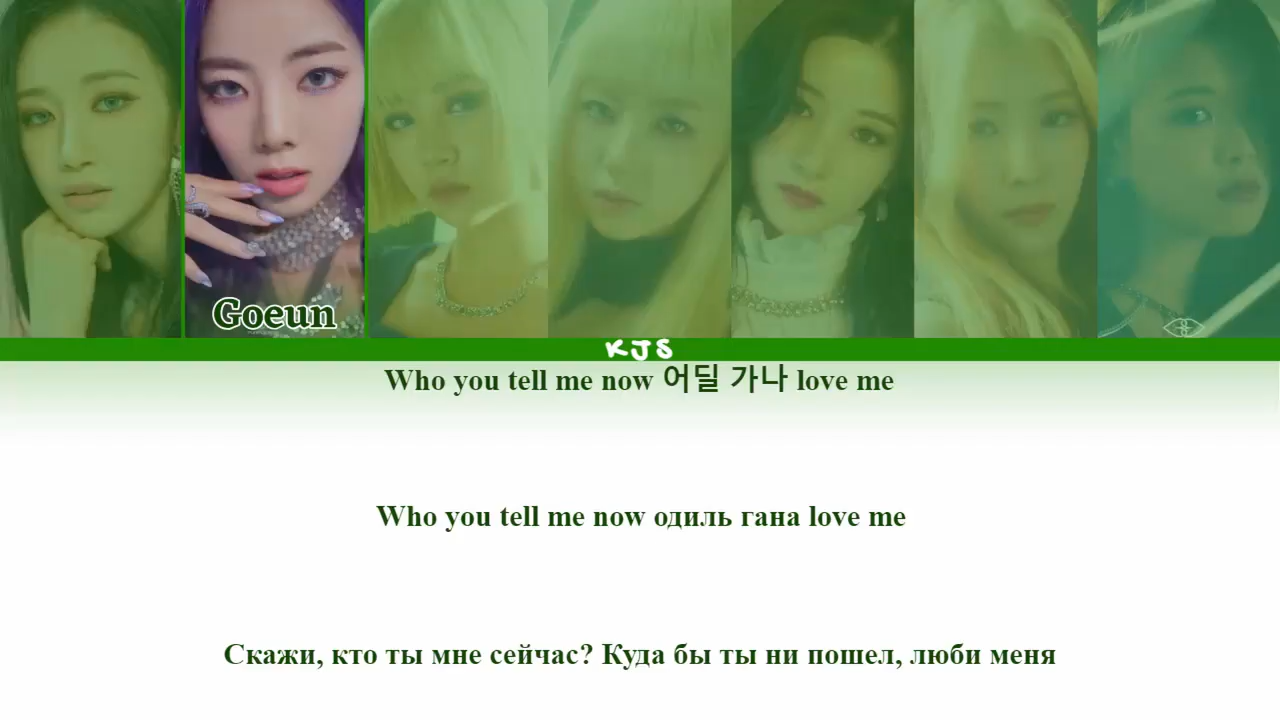 Goeun
KJS
Who you tell me now 어딜 가나 love me
Who you tell me now одиль гана love me
Скажи, кто ты мне сейчас? Куда бы ты ни пошел, люби меня